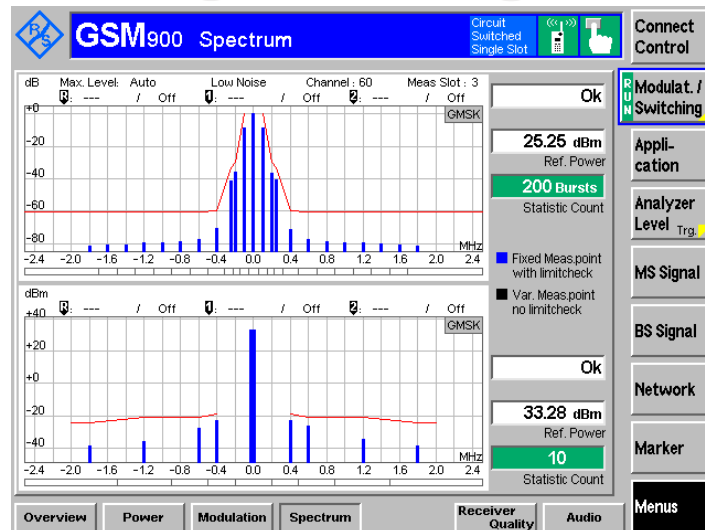 R/S
GSM900 Spectrum
Circuit
Switched
Single Slot
Connect
Control
dB Max. Level: Auto Low Noise Channel : 60 Meas Slot : 3
R: --- / Off 1: --- / Off 2: --- / Off
GMSK
+0
-20
-40
-60
-80
MHz
-2.4 -2.0 -1.6 -1.2 -0.8 -0.4 0.0 0.4 0.8 1.2 1.6 2.0 2.4
Ok
25.25 dBm
Ref. Power
200 Bursts
Statistic Count
Fixed Meas.point
with limitcheck
Var. Meas.point
no limitcheck
dBm
R: --- / Off 1: --- / Off 2: --- / Off
GMSK
+40
+20
+0
-20
-40
MHz
-2.4 -2.0 -1.6 -1.2 -0.8 -0.4 0.0 0.4 0.8 1.2 1.6 2.0 2.4
Ok
33.28 dBm
Ref. Power
10
Statistic Count
RUN
Modulat. /
Switching
Appli-
cation
Analyzer
Level Trg.
MS Signal
BS Signal
Network
Marker
Menus
Overview Power Modulation Spectrum Receiver
Quality Audio